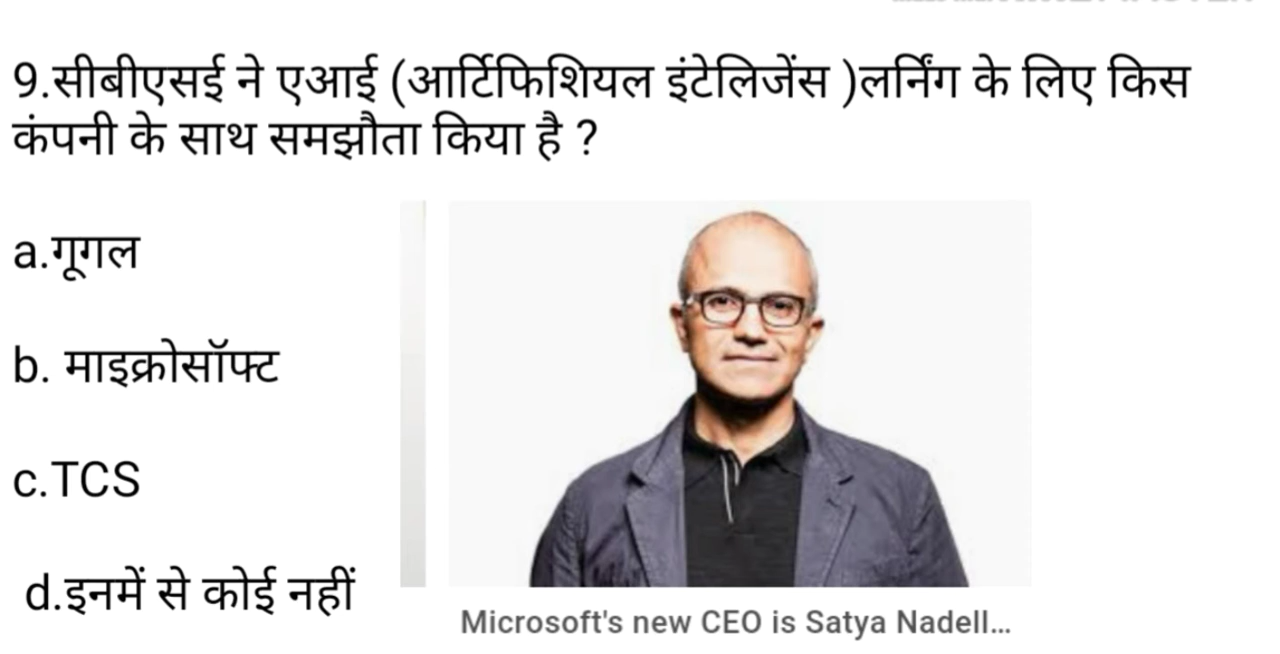 9.सीबीएसई ने एआई (आर्टिफिशियल इंटेलिजेंस )लर्निंग के लिए किस
कंपनी के साथ समझौता किया है ?
a.गूगल
b. माइक्रोसॉफ्ट
c.TCS
d.इनमें से कोई नहीं
Microsoft's new CEO is Satya Nadell...